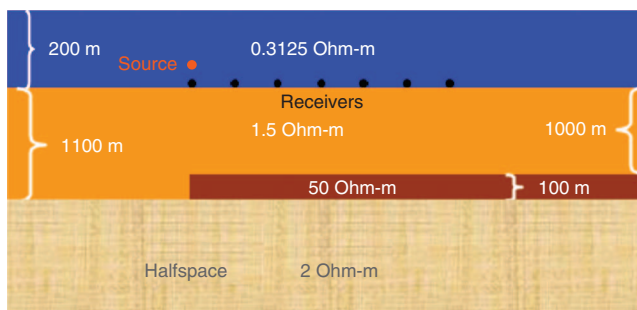 200 m
0.3125 Ohm-m
Source
Receivers
1.5 Ohm-m
1000 m
1100 m
50 Ohm-m
100 m
Halfspace
2 Ohm-m